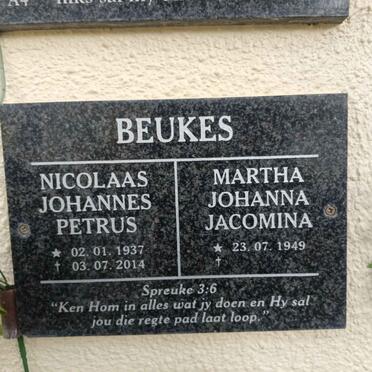 BEUKES
NICOLAAS
JOHANNES
PETRUS
★ 02. 01. 1937
† 03. 07. 2014
MARTHA
JOHANNA
JACOMINA
★ 23. 07. 1949
†
Spreuke 3:6
“Ken Hom in alles wat jy doen en Hy sal
jou die regte pad laat loop.”